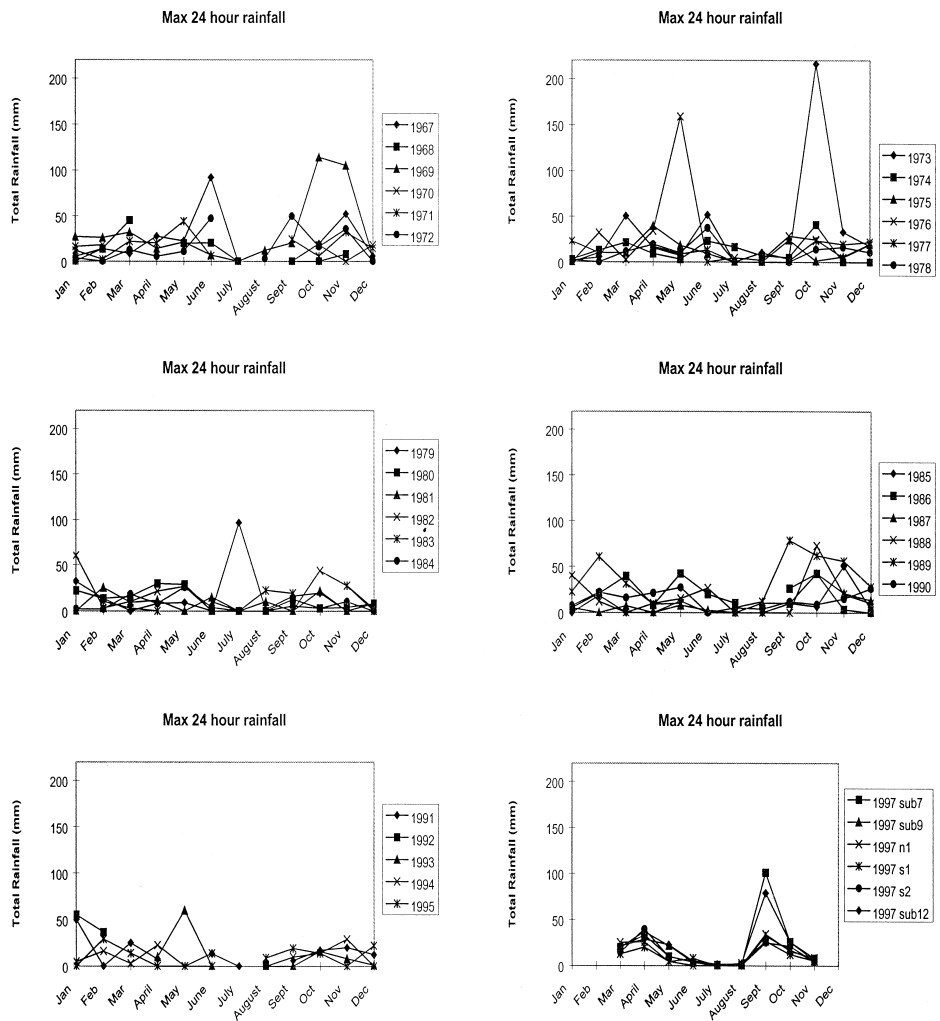 Max 24 hour rainfall
Total Rainfall (mm)
200
150
100
50
0
Jan
Feb
Mar
April
May
June
July
August
Sept
Oct
Nov
Dec
1967
1968
1969
1970
1971
1972
Max 24 hour rainfall
Total Rainfall (mm)
200
150
100
50
0
Jan
Feb
Mar
April
May
June
July
August
Sept
Oct
Nov
Dec
1973
1974
1975
1976
1977
1978
Max 24 hour rainfall
Total Rainfall (mm)
200
150
100
50
0
Jan
Feb
Mar
April
May
June
July
August
Sept
Oct
Nov
Dec
1979
1980
1981
1982
1983
1984
Max 24 hour rainfall
Total Rainfall (mm)
200
150
100
50
0
Jan
Feb
Mar
April
May
June
July
August
Sept
Oct
Nov
Dec
1985
1986
1987
1988
1989
1990
Max 24 hour rainfall
Total Rainfall (mm)
200
150
100
50
0
Jan
Feb
Mar
April
May
June
July
August
Sept
Oct
Nov
Dec
1991
1992
1993
1994
1995
Max 24 hour rainfall
Total Rainfall (mm)
200
150
100
50
0
Jan
Feb
Mar
April
May
June
July
August
Sept
Oct
Nov
Dec
1997 sub7
1997 sub9
1997 n1
1997 s1
1997 s2
1997 sub12